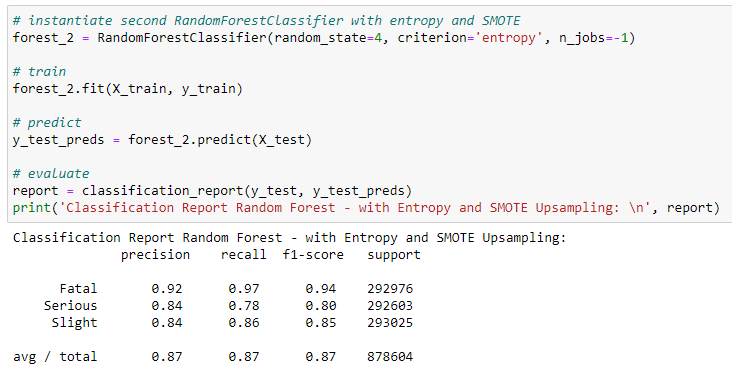 # instantiate second RandomForestClassifier with entropy and SMOTE
forest_2 = RandomForestClassifier(random_state=4, criterion='entropy', n_jobs=-1)
# train
forest_2.fit(X_train, y_train)
# predict
y_test_preds = forest_2.predict(X_test)
# evaluate
report = classification_report(y_test, y_test_preds)
print('Classification Report Random Forest - with Entropy and SMOTE Upsampling: \n', report)
Classification Report Random Forest - with Entropy and SMOTE Upsampling:
precision recall f1-score support
Fatal 0.92 0.97 0.94 292976
Serious 0.84 0.78 0.80 292603
Slight 0.84 0.86 0.85 293025
avg / total 0.87 0.87 0.87 878604